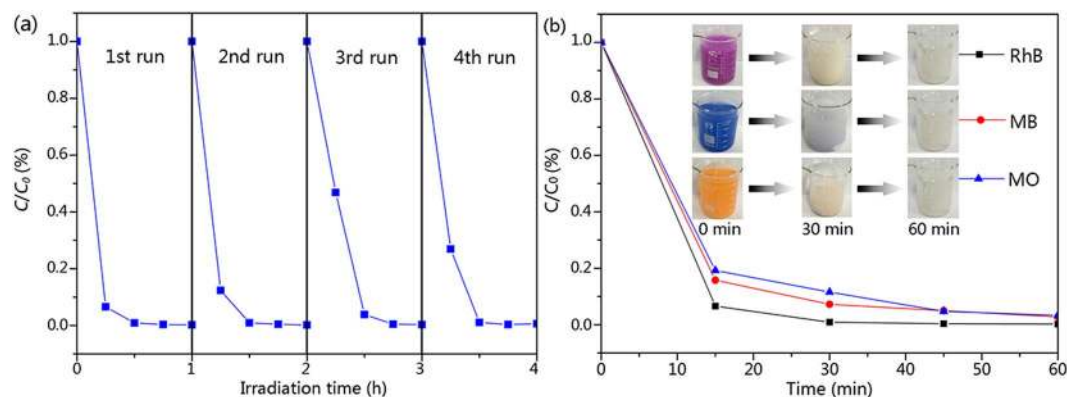 (a)
1st run
2nd run
3rd run
4th run
C/C0 (%)
1.0
0.8
0.6
0.4
0.2
0.0
0
1
2
3
4
Irradiation time (h)
(b)
RhB
MB
MO
0 min
30 min
60 min
C/C0 (%)
1.0
0.8
0.6
0.4
0.2
0.0
0
10
20
30
40
50
60
Time (min)